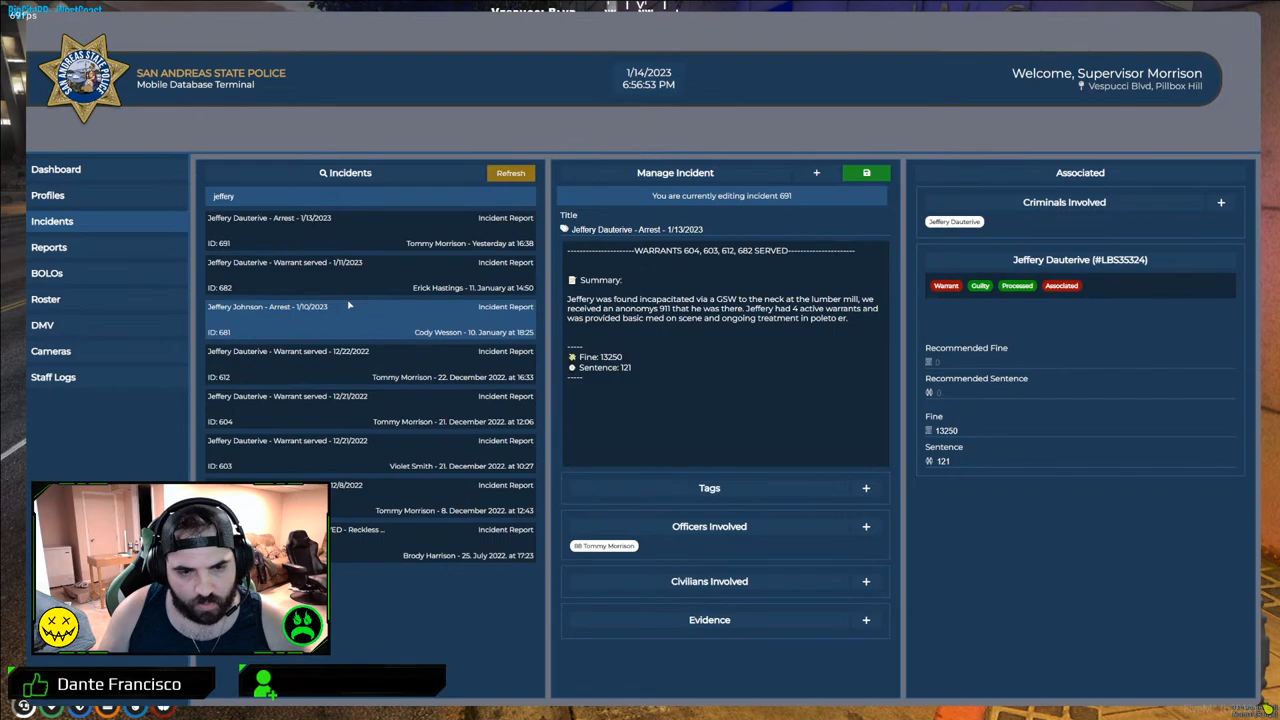 69fps
VESPUCCI BLVD
NW
SAN ANDREAS STATE POLICE
Mobile Database Terminal
1/14/2023
6:56:53 PM
Welcome, Supervisor Morrison
Vespucci Blvd, Pillbox Hill
Dashboard
Profiles
Incidents
Reports
BOLOs
Roster
DMV
Cameras
Staff Logs
Incidents
Refresh
jeffery
Jeffery Dauterive - Arrest - 1/13/2023 Incident Report
ID: 691 Tommy Morrison - Yesterday at 16:38
Jeffery Dauterive - Warrant served - 1/11/2023 Incident Report
ID: 682 Erick Hastings - 11. January at 14:50
Jeffery Johnson - Arrest - 1/10/2023 Incident Report
ID: 681 Cody Wesson - 10. January at 18:25
Jeffery Dauterive - Warrant served - 12/22/2022 Incident Report
ID: 612 Tommy Morrison - 22. December 2022. at 16:33
Jeffery Dauterive - Warrant served - 12/21/2022 Incident Report
ID: 604 Tommy Morrison - 21. December 2022. at 12:06
Jeffery Dauterive - Warrant served - 12/21/2022 Incident Report
ID: 603 Violet Smith - 21. December 2022. at 10:27
12/8/2022 Incident Report
Tommy Morrison - 8. December 2022. at 12:43
ED - Reckless ... Incident Report
Brody Harrison - 25. July 2022. at 17:23
Manage Incident
You are currently editing incident 691
Title
Jeffery Dauterive - Arrest - 1/13/2023
----------------------WARRANTS 604, 603, 612, 682 SERVED----------------------
Summary:
Jeffery was found incapacitated via a GSW to the neck at the lumber mill, we
received an anonomys 911 that he was there. Jeffery had 4 active warrants and
was provided basic med on scene and ongoing treatment in poleto er.
-----
Fine: 13250
Sentence: 121
-----
Tags
Officers Involved
88 Tommy Morrison
Civilians Involved
Evidence
Associated
Criminals Involved
Jeffery Dauterive
Jeffery Dauterive (#LBS35324)
Warrant Guilty Processed Associated
Recommended Fine
0
Recommended Sentence
0
Fine
13250
Sentence
121
Dante Francisco